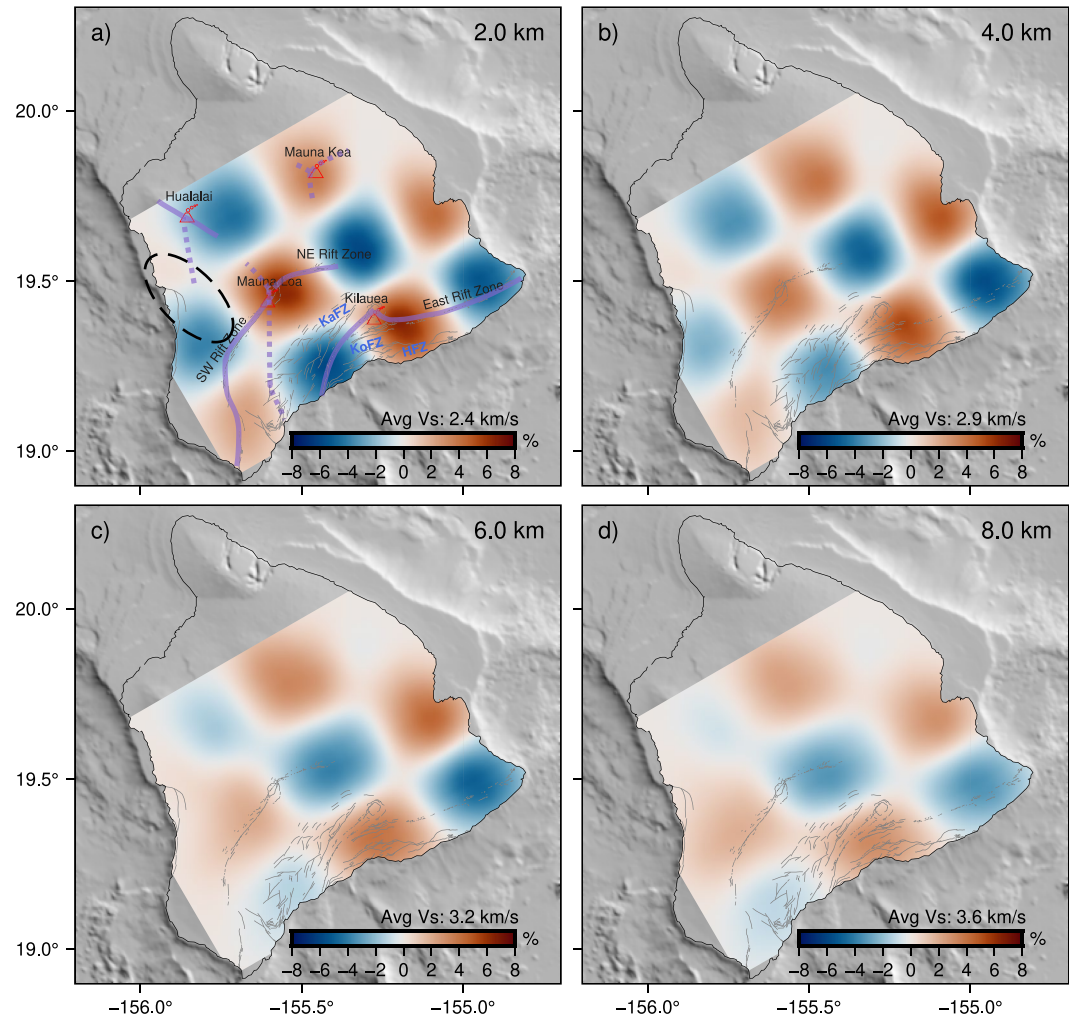 a)
2.0 km
20.0°
19.5°
19.0°
Mauna Kea
Hualalai
NE Rift Zone
Mauna Loa
Kilauea
East Rift Zone
KaFZ
KoFZ
HFZ
SW Rift Zone
Avg Vs: 2.4 km/s
%
−8 −6 −4 −2 0 2 4 6 8
b)
4.0 km
Avg Vs: 2.9 km/s
%
−8 −6 −4 −2 0 2 4 6 8
c)
6.0 km
20.0°
19.5°
19.0°
Avg Vs: 3.2 km/s
%
−8 −6 −4 −2 0 2 4 6 8
−156.0° −155.5° −155.0°
d)
8.0 km
Avg Vs: 3.6 km/s
%
−8 −6 −4 −2 0 2 4 6 8
−156.0° −155.5° −155.0°